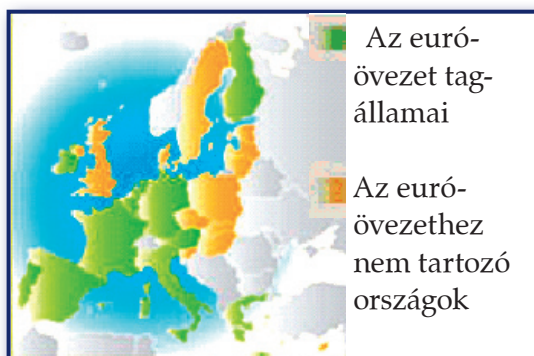 Az euró-
övezet tag-
államai
Az euró-
övezethez
nem tartozó
országok